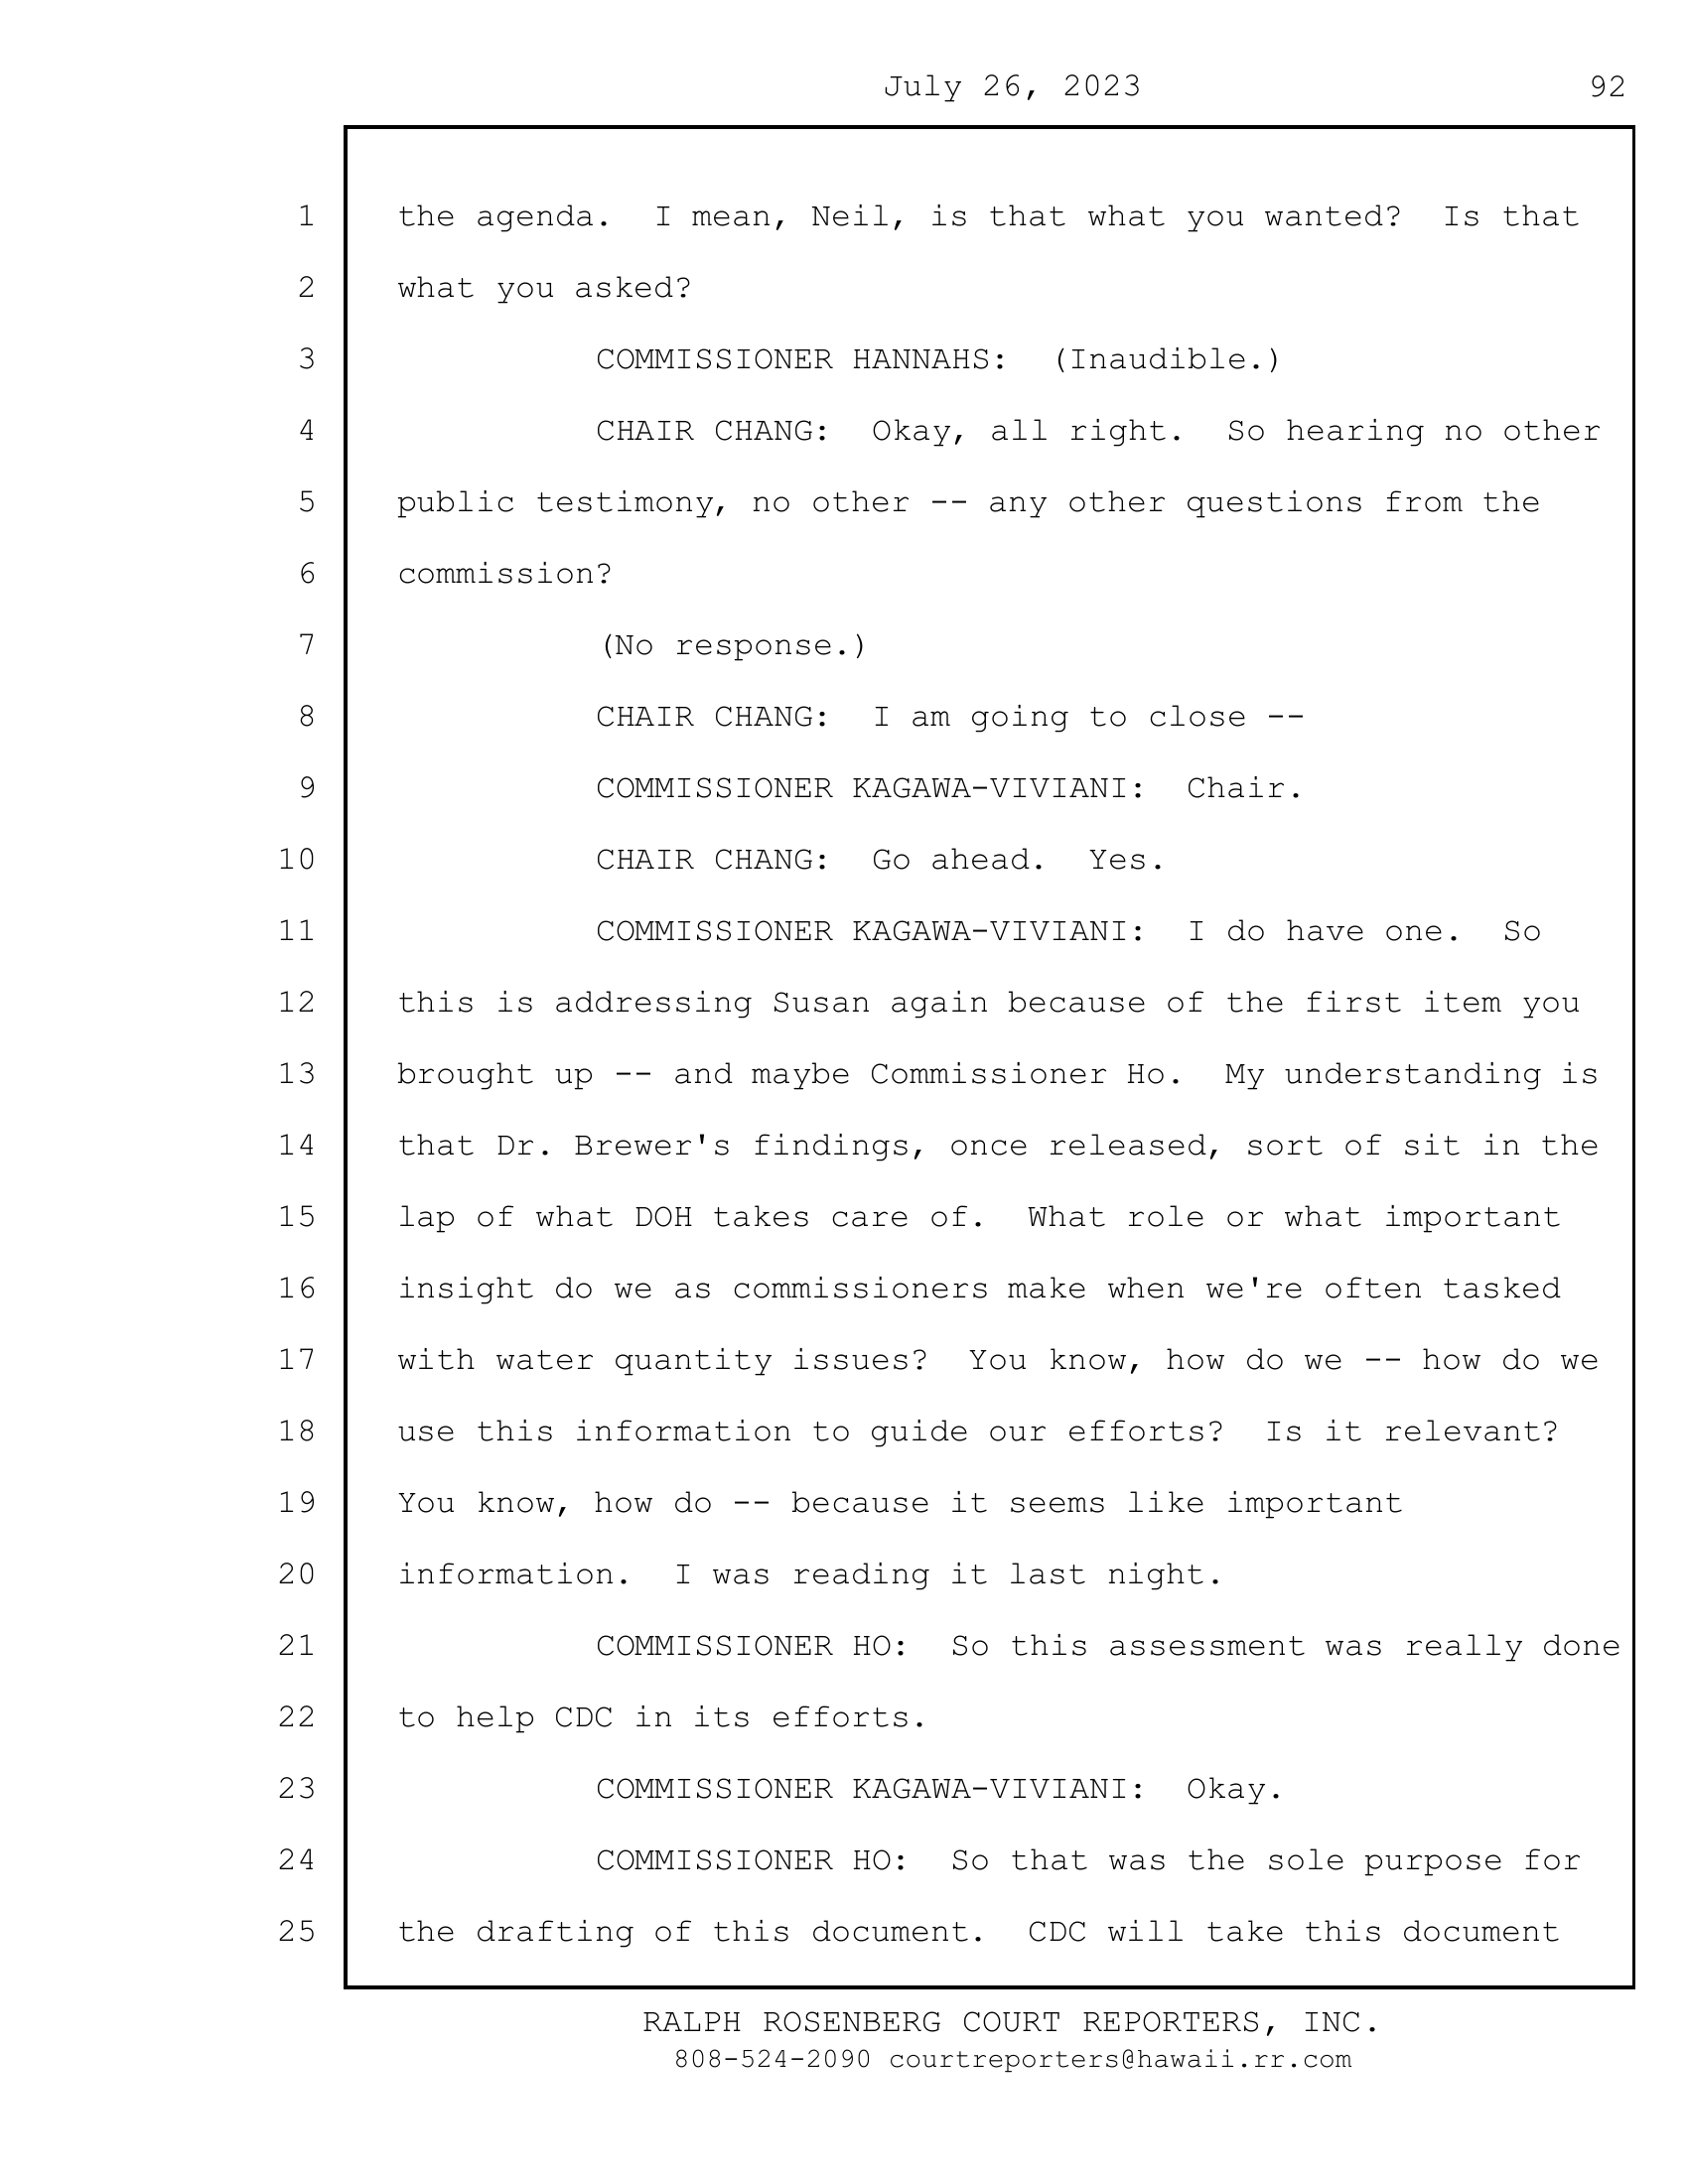 July 26, 2023 92
1 the agenda.  I mean, Neil, is that what you wanted?  Is that
2 what you asked?
3 COMMISSIONER HANNAHS:  (Inaudible.)
4 CHAIR CHANG:  Okay, all right.  So hearing no other
5 public testimony, no other -- any other questions from the
6 commission?
7 (No response.)
8 CHAIR CHANG:  I am going to close --
9 COMMISSIONER KAGAWA-VIVIANI:  Chair.
10 CHAIR CHANG:  Go ahead.  Yes.
11 COMMISSIONER KAGAWA-VIVIANI:  I do have one.  So
12 this is addressing Susan again because of the first item you
13 brought up -- and maybe Commissioner Ho.  My understanding is
14 that Dr. Brewer's findings, once released, sort of sit in the
15 lap of what DOH takes care of.  What role or what important
16 insight do we as commissioners make when we're often tasked
17 with water quantity issues?  You know, how do we -- how do we
18 use this information to guide our efforts?  Is it relevant?
19 You know, how do -- because it seems like important
20 information.  I was reading it last night.
21 COMMISSIONER HO:  So this assessment was really done
22 to help CDC in its efforts.
23 COMMISSIONER KAGAWA-VIVIANI:  Okay.
24 COMMISSIONER HO:  So that was the sole purpose for
25 the drafting of this document.  CDC will take this document
RALPH ROSENBERG COURT REPORTERS, INC.
808-524-2090 courtreporters@hawaii.rr.com